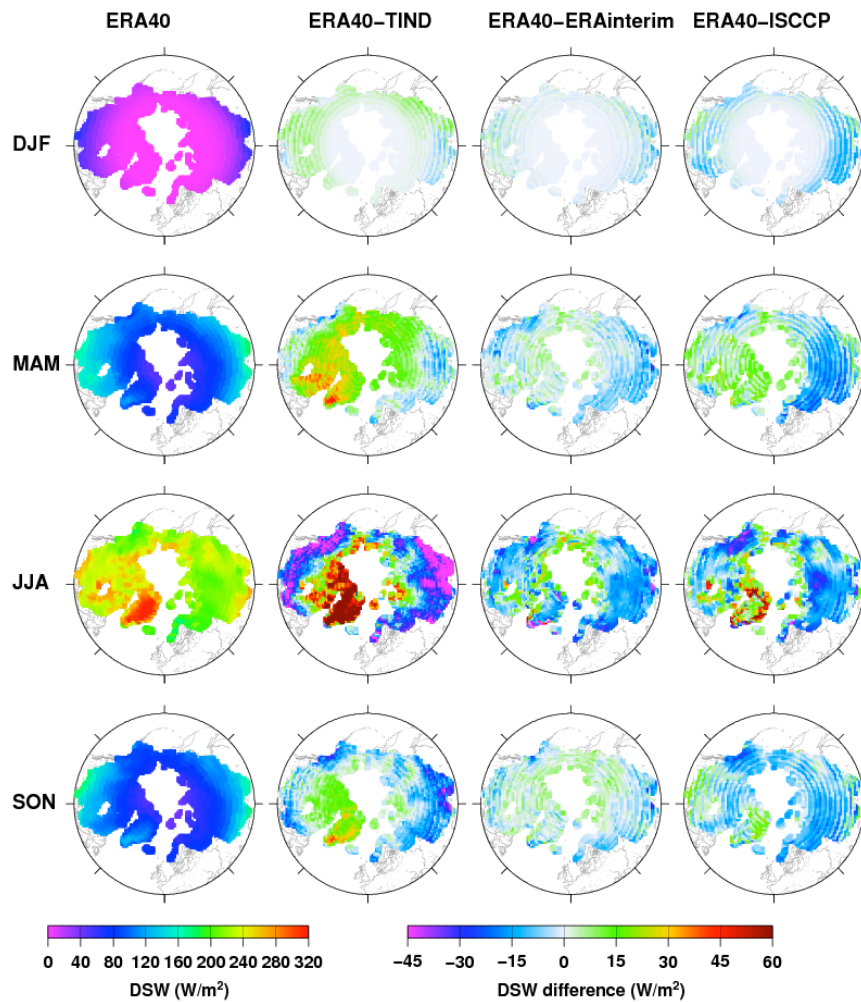 ERA40 ERA40−TIND ERA40−ERAinterim ERA40−ISCCP
DJF
MAM
JJA
SON
0 40 80 120 160 200 240 280 320
DSW (W/m²)
−45 −30 −15 0 15 30 45 60
DSW difference (W/m²)